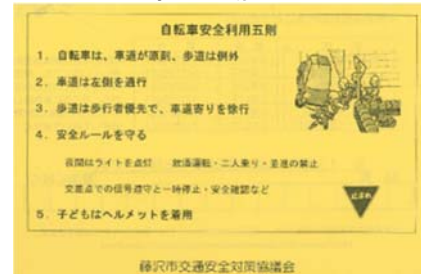 自転車安全利用五則
1．自転車は、車道が原則、歩道は例外
2．車道は左側を通行
3．歩道は歩行者優先で、車道寄りを徐行
4．安全ルールを守る
夜間はライトを点灯　飲酒運転・二人乗り・並進の禁止
交差点での信号遵守と一時停止・安全確認など
止まれ
5．子どもはヘルメットを着用
藤沢市交通安全対策協議会